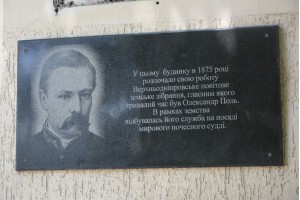 У цьому будинку в 1875 році
розпочало свою роботу
Верхньодніпровське повітове
земське зібрання, гласним якого
тривалий час був Олександр Поль.
В рамках земства
відбувалась його служба на посаді
мирового почесного судді.